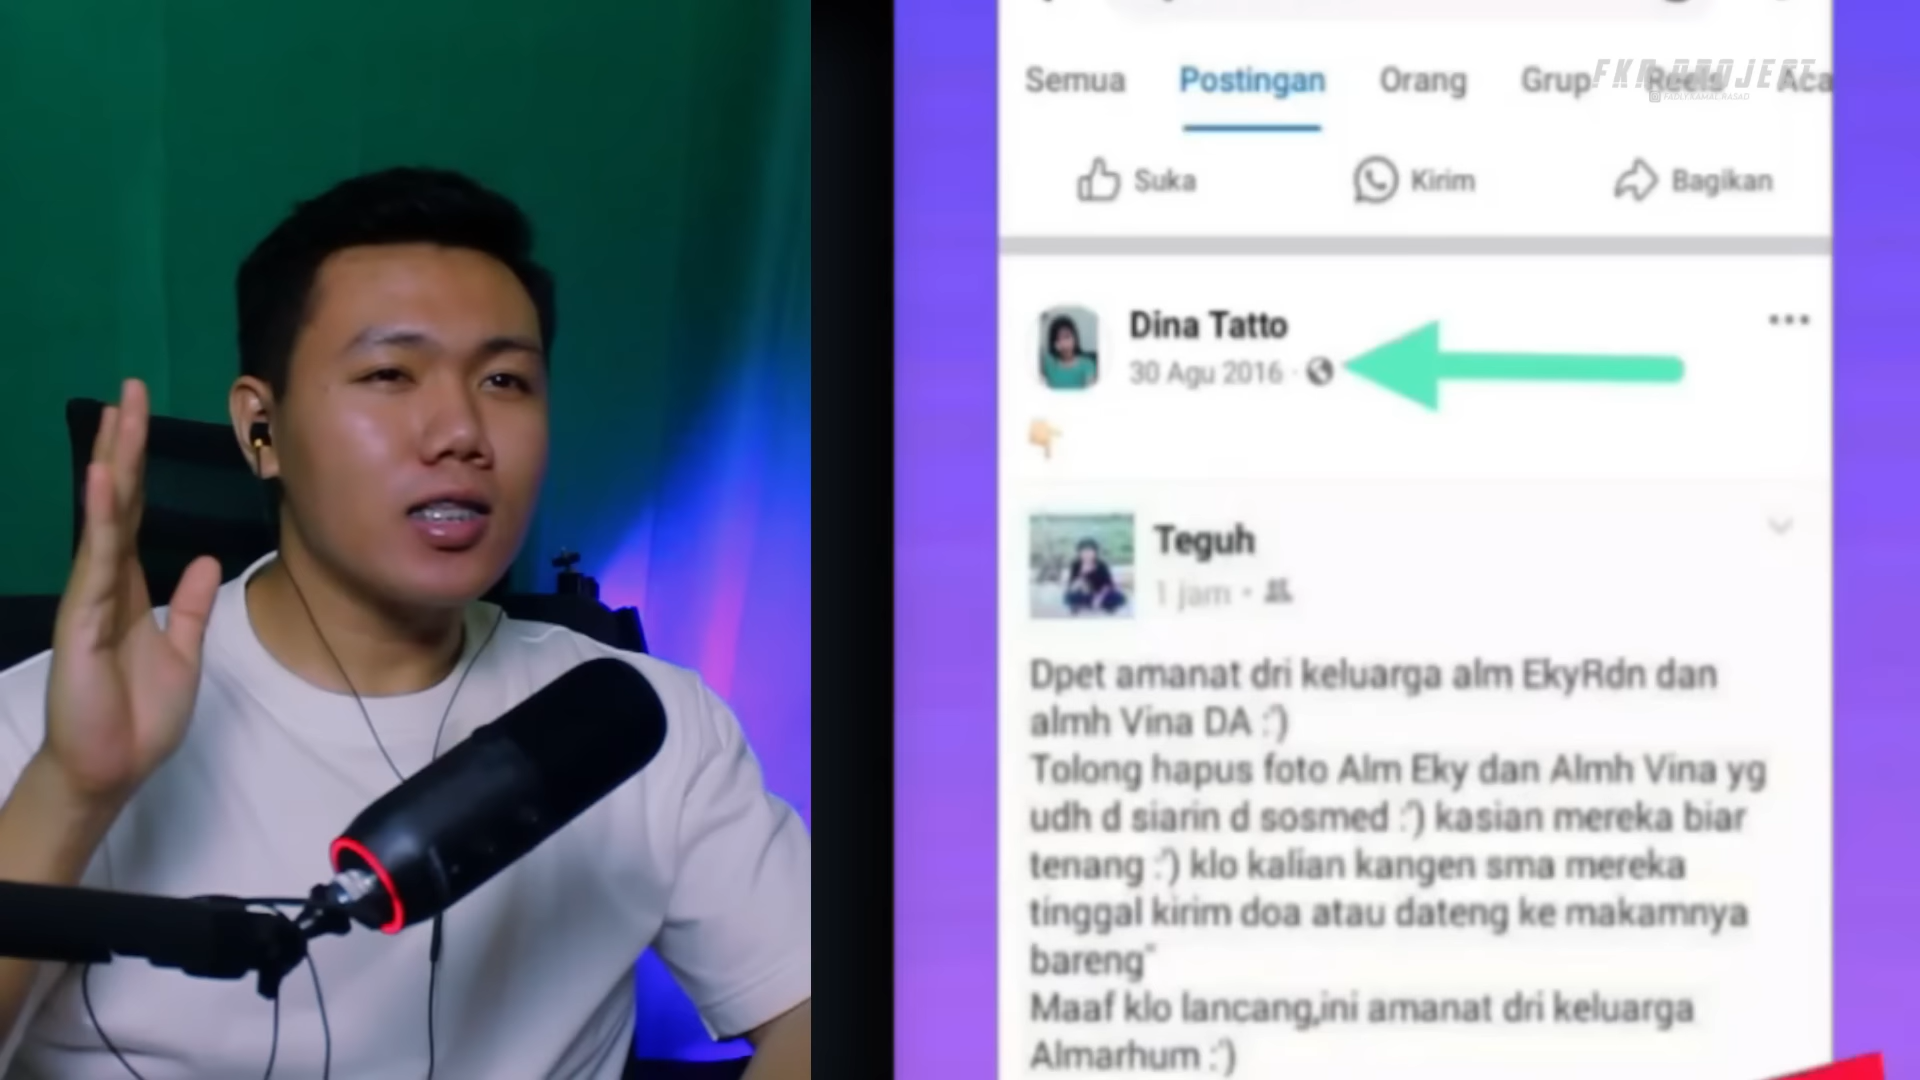 Semua Postingan Orang Grup Reels Aca
FKR PROJECT
FADLY.KAMAL.RASAD
Suka Kirim Bagikan
Dina Tatto
30 Agu 2016
Teguh
1 jam
Dpet amanat dri keluarga alm EkyRdn dan
almh Vina DA :')
Tolong hapus foto Alm Eky dan Almh Vina yg
udh d siarin d sosmed :') kasian mereka biar
tenang :') klo kalian kangen sma mereka
tinggal kirim doa atau dateng ke makamnya
bareng"
Maaf klo lancang,ini amanat dri keluarga
Almarhum :')